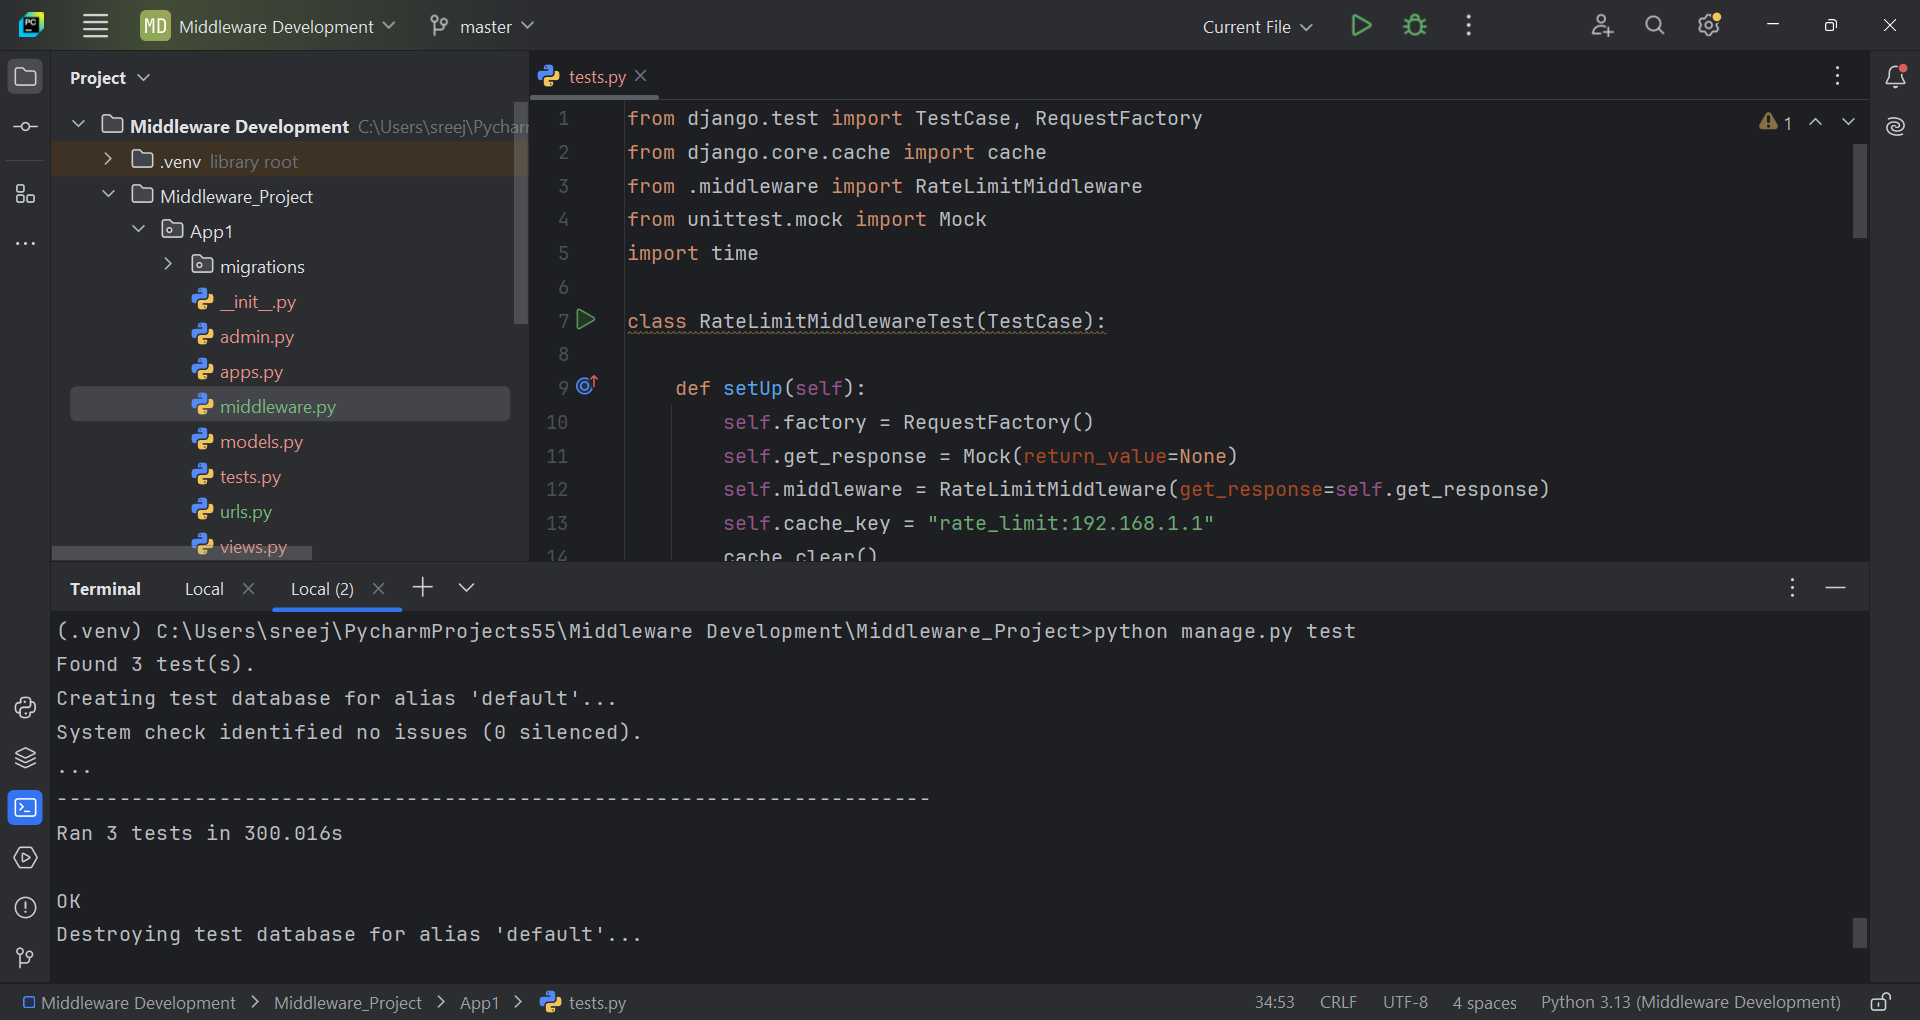 PC
MD Middleware Development master Current File
Project
tests.py
Middleware Development C:\Users\sreej\Pychar
.venv library root
Middleware_Project
App1
migrations
__init__.py
admin.py
apps.py
middleware.py
models.py
tests.py
urls.py
views.py
1 from django.test import TestCase, RequestFactory
1
2 from django.core.cache import cache
3 from .middleware import RateLimitMiddleware
4 from unittest.mock import Mock
5 import time
6
7 class RateLimitMiddlewareTest(TestCase):
8
9 def setUp(self):
10 self.factory = RequestFactory()
11 self.get_response = Mock(return_value=None)
12 self.middleware = RateLimitMiddleware(get_response=self.get_response)
13 self.cache_key = "rate_limit:192.168.1.1"
14 cache.clear()
Terminal Local Local (2)
(.venv) C:\Users\sreej\PycharmProjects55\Middleware Development\Middleware_Project>python manage.py test
Found 3 test(s).
Creating test database for alias 'default'...
System check identified no issues (0 silenced).
...
----------------------------------------------------------------------
Ran 3 tests in 300.016s
OK
Destroying test database for alias 'default'...
Middleware Development > Middleware_Project > App1 > tests.py 34:53 CRLF UTF-8 4 spaces Python 3.13 (Middleware Development)